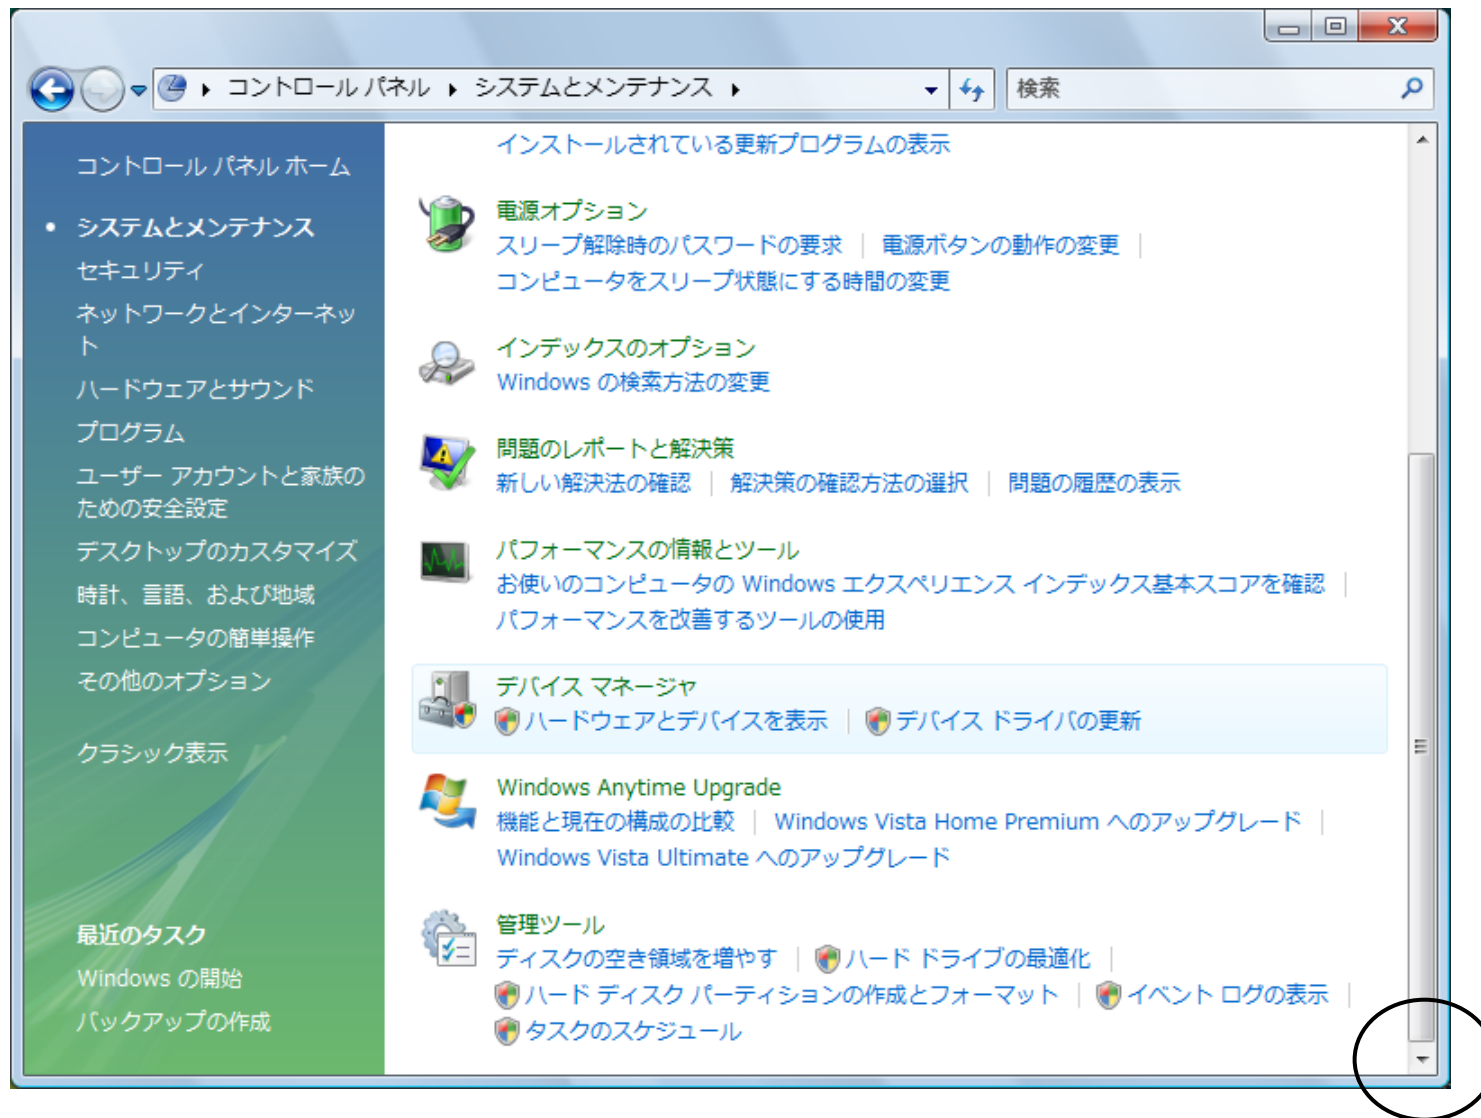 コントロール パネル ▸ システムとメンテナンス ▸
検索
コントロール パネル ホーム
• システムとメンテナンス
セキュリティ
ネットワークとインターネッ
ト
ハードウェアとサウンド
プログラム
ユーザー アカウントと家族の
ための安全設定
デスクトップのカスタマイズ
時計、言語、および地域
コンピュータの簡単操作
その他のオプション
クラシック表示
最近のタスク
Windows の開始
バックアップの作成
インストールされている更新プログラムの表示
電源オプション
スリープ解除時のパスワードの要求 | 電源ボタンの動作の変更 |
コンピュータをスリープ状態にする時間の変更
インデックスのオプション
Windows の検索方法の変更
問題のレポートと解決策
新しい解決法の確認 | 解決策の確認方法の選択 | 問題の履歴の表示
パフォーマンスの情報とツール
お使いのコンピュータの Windows エクスペリエンス インデックス基本スコアを確認 |
パフォーマンスを改善するツールの使用
デバイス マネージャ
ハードウェアとデバイスを表示 | デバイス ドライバの更新
Windows Anytime Upgrade
機能と現在の構成の比較 | Windows Vista Home Premium へのアップグレード |
Windows Vista Ultimate へのアップグレード
管理ツール
ディスクの空き領域を増やす | ハード ドライブの最適化 |
ハード ディスク パーティションの作成とフォーマット | イベント ログの表示 |
タスクのスケジュール